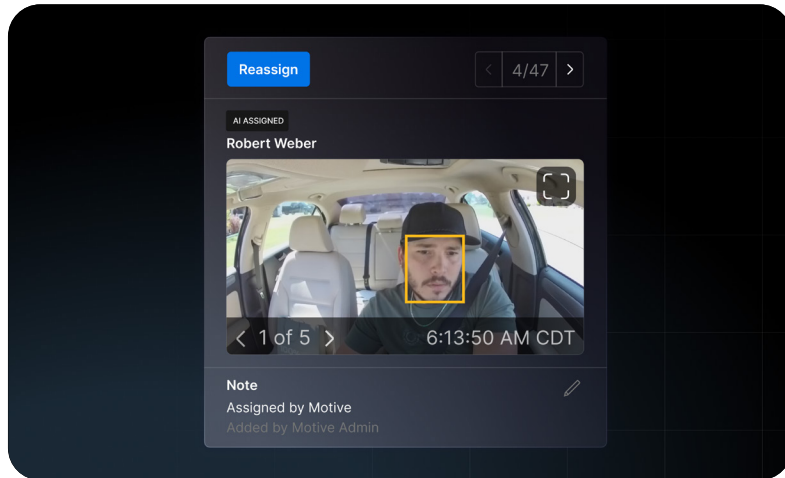 Reassign
4/47
AI ASSIGNED
Robert Weber
1 of 5
6:13:50 AM CDT
Note
Assigned by Motive
Added by Motive Admin